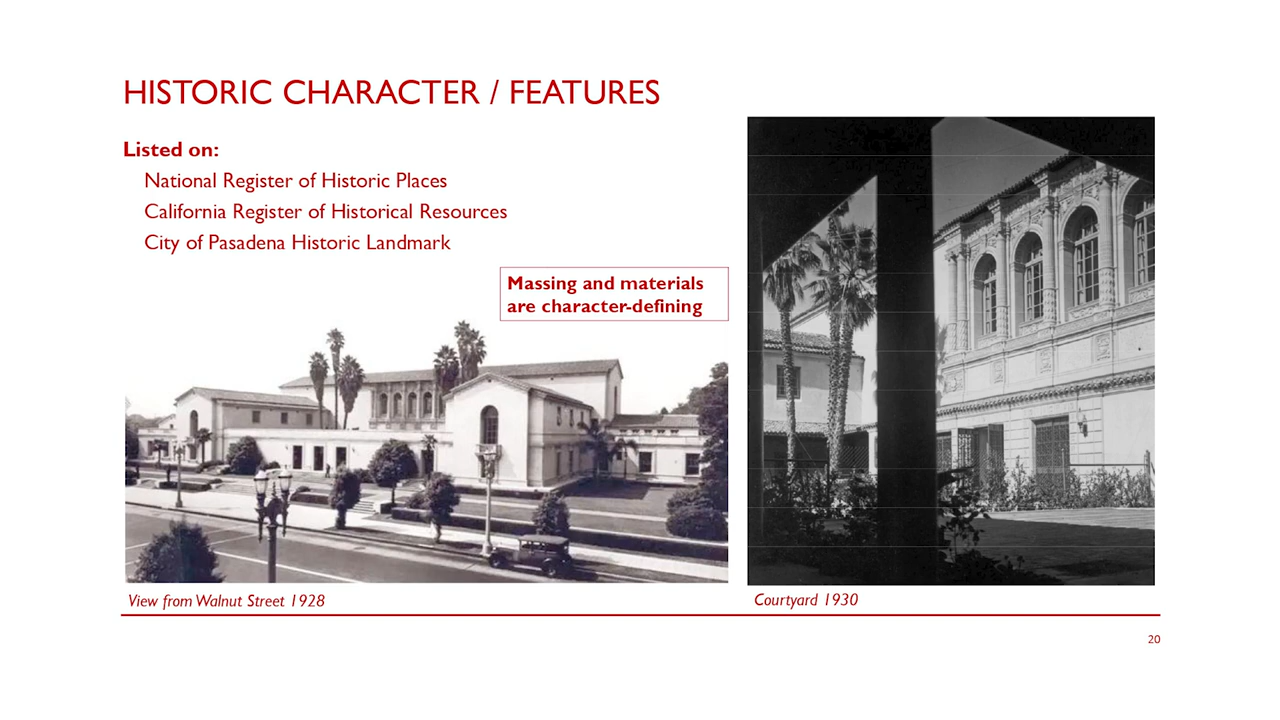 HISTORIC CHARACTER / FEATURES
Listed on:
National Register of Historic Places
California Register of Historical Resources
City of Pasadena Historic Landmark
Massing and materials
are character-defining
View from Walnut Street 1928
Courtyard 1930
20